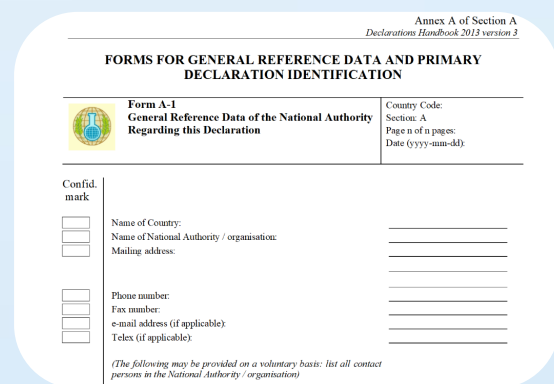 Annex A of Section A
Declarations Handbook 2013 version 3
FORMS FOR GENERAL REFERENCE DATA AND PRIMARY
DECLARATION IDENTIFICATION
Form A-1
General Reference Data of the National Authority
Regarding this Declaration
Country Code:
Section: A
Page n of n pages:
Date (yyyy-mm-dd):
Confid.
mark
Name of Country:
Name of National Authority / organisation:
Mailing address:
Phone number:
Fax number:
e-mail address (if applicable):
Telex (if applicable):
(The following may be provided on a voluntary basis: list all contact
persons in the National Authority / organisation)